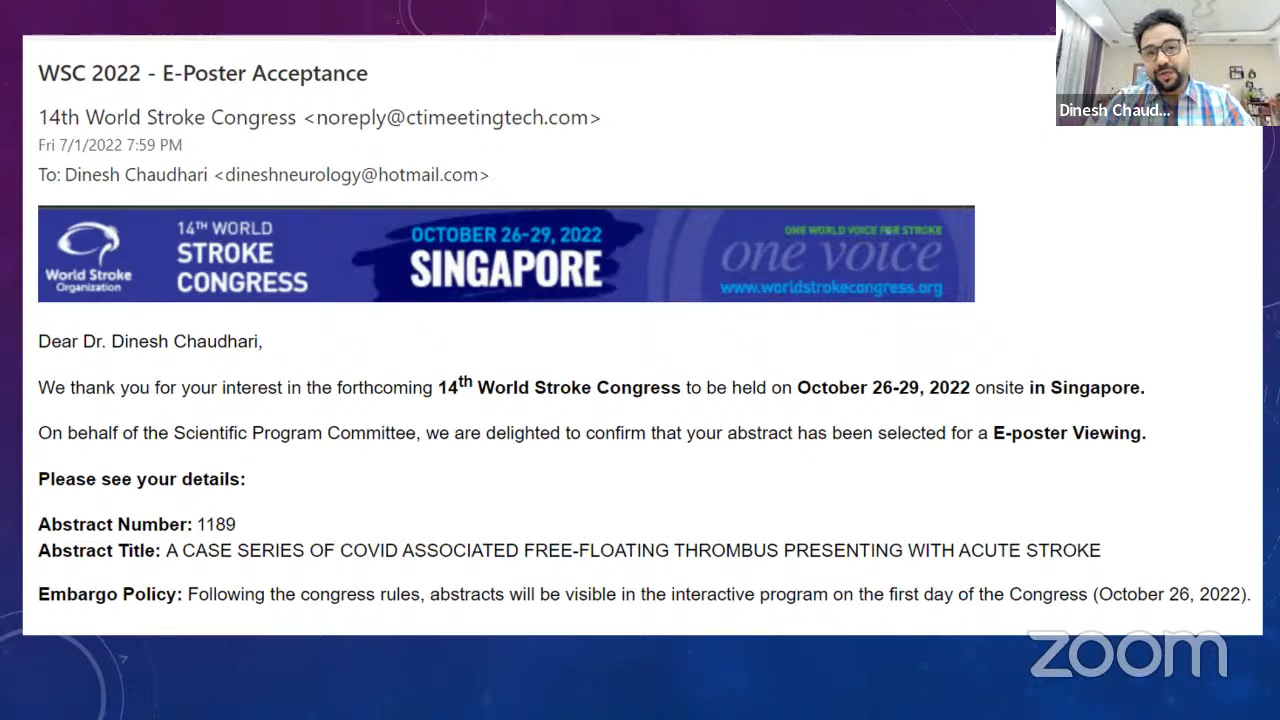 WSC 2022 - E-Poster Acceptance
14th World Stroke Congress <noreply@ctimeetingtech.com>
Fri 7/1/2022 7:59 PM
To: Dinesh Chaudhari <dineshneurology@hotmail.com>
Dinesh Chaud...
World Stroke
Organization
14TH WORLD
STROKE
CONGRESS
OCTOBER 26-29, 2022
SINGAPORE
ONE WORLD VOICE FOR STROKE
one voice
www.worldstrokecongress.org
Dear Dr. Dinesh Chaudhari,
We thank you for your interest in the forthcoming 14th World Stroke Congress to be held on October 26-29, 2022 onsite in Singapore.
On behalf of the Scientific Program Committee, we are delighted to confirm that your abstract has been selected for a E-poster Viewing.
Please see your details:
Abstract Number: 1189
Abstract Title: A CASE SERIES OF COVID ASSOCIATED FREE-FLOATING THROMBUS PRESENTING WITH ACUTE STROKE
Embargo Policy: Following the congress rules, abstracts will be visible in the interactive program on the first day of the Congress (October 26, 2022).
zoom